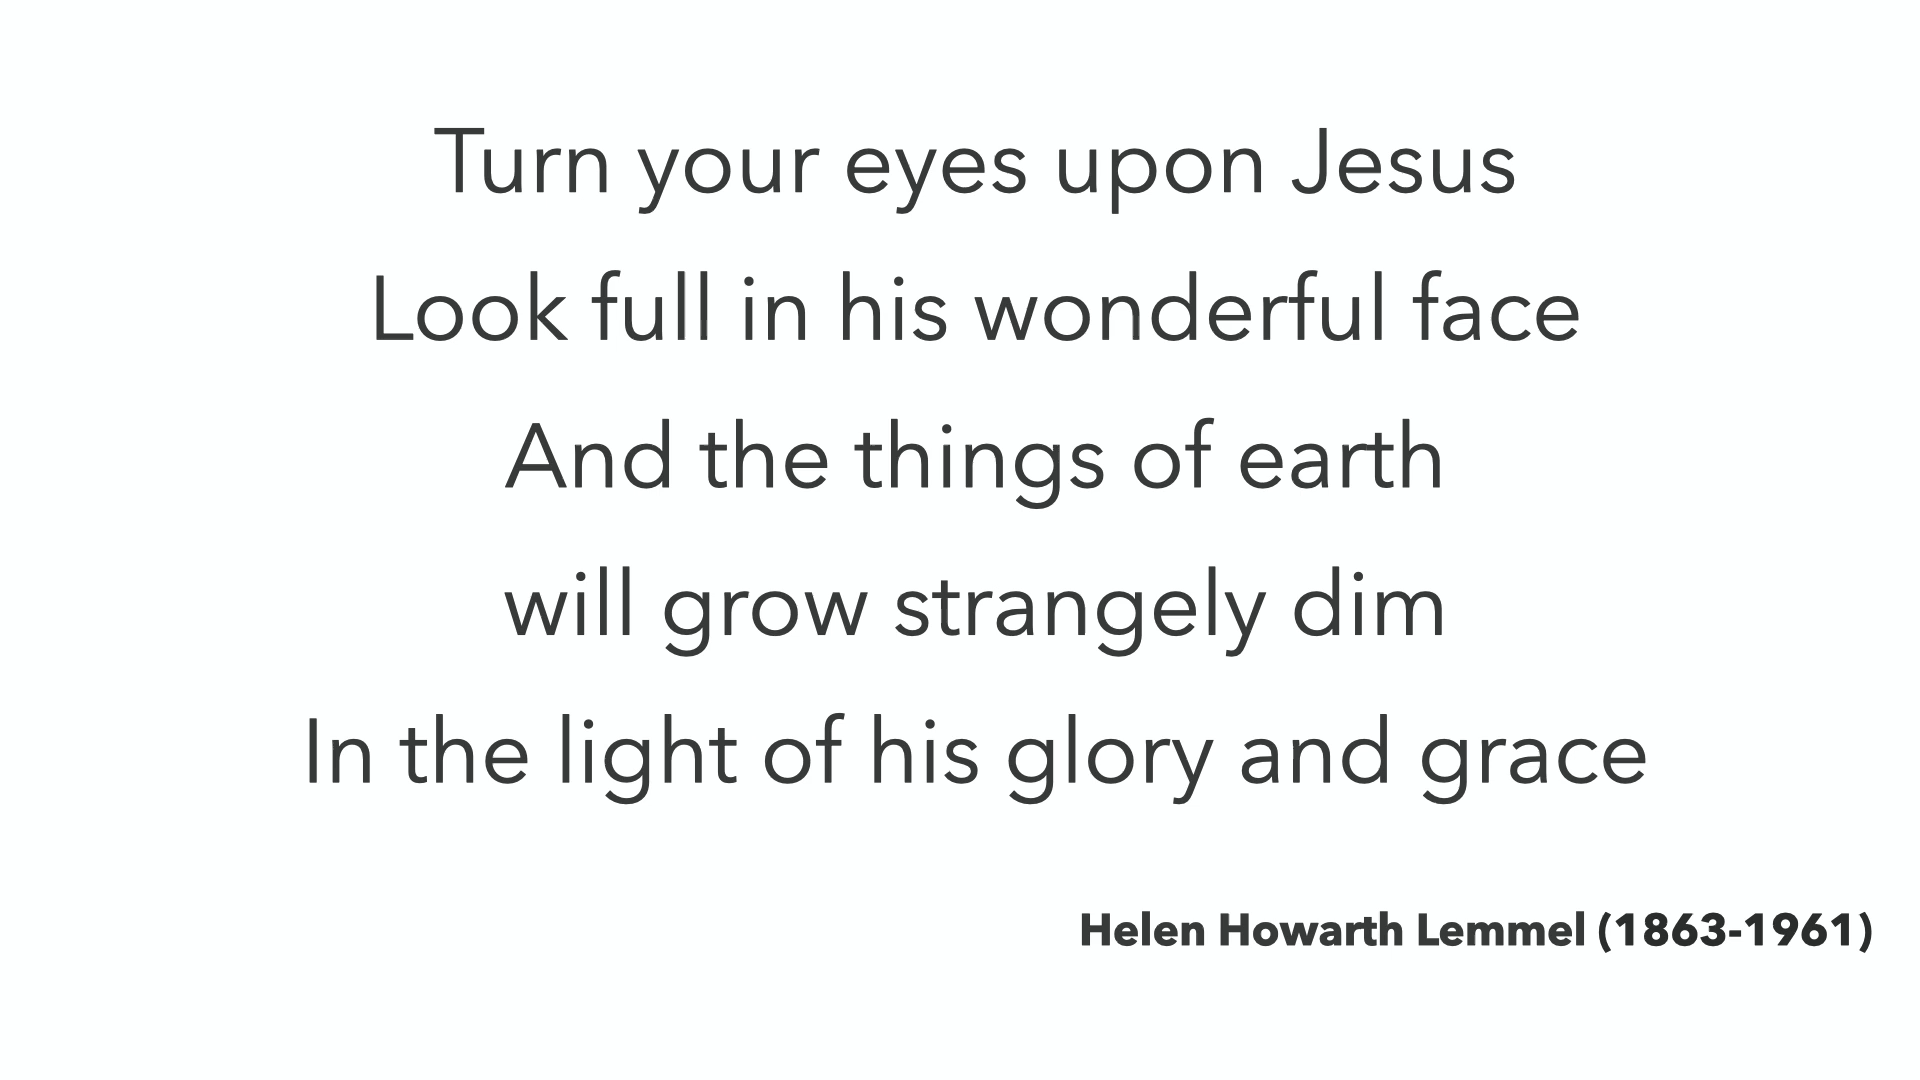 Turn your eyes upon Jesus
Look full in his wonderful face
And the things of earth
will grow strangely dim
In the light of his glory and grace
Helen Howarth Lemmel (1863-1961)